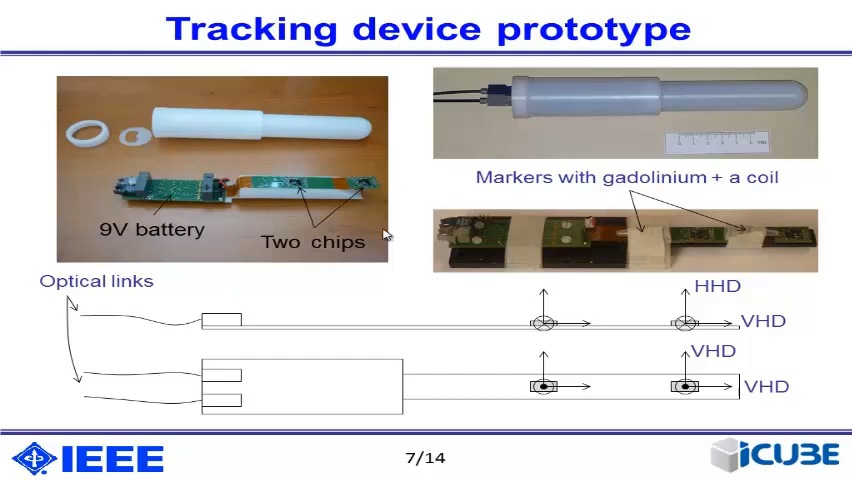 Tracking device prototype
9V battery
Two chips
Markers with gadolinium + a coil
Optical links
HHD
VHD
VHD
VHD
IEEE
7/14
iCUBE